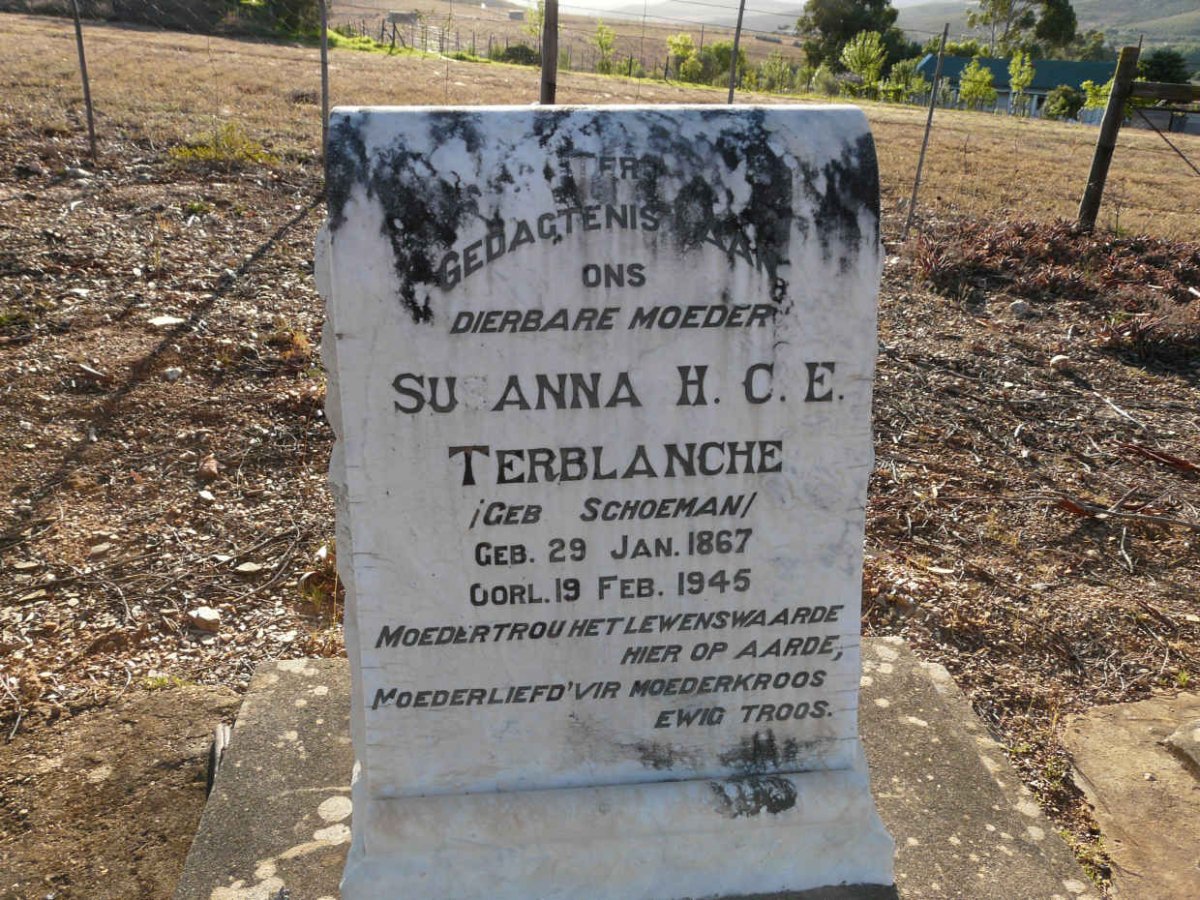 TER
GEDAGTENIS AAN
ONS
DIERBARE MOEDER
SUSANNA H. C. E.
TERBLANCHE
/GEB SCHOEMAN/
GEB. 29 JAN. 1867
OORL. 19 FEB. 1945
MOEDERTROU HET LEWENSWAARDE
HIER OP AARDE,
MOEDERLIEFD' VIR MOEDERKROOS
EWIG TROOS.